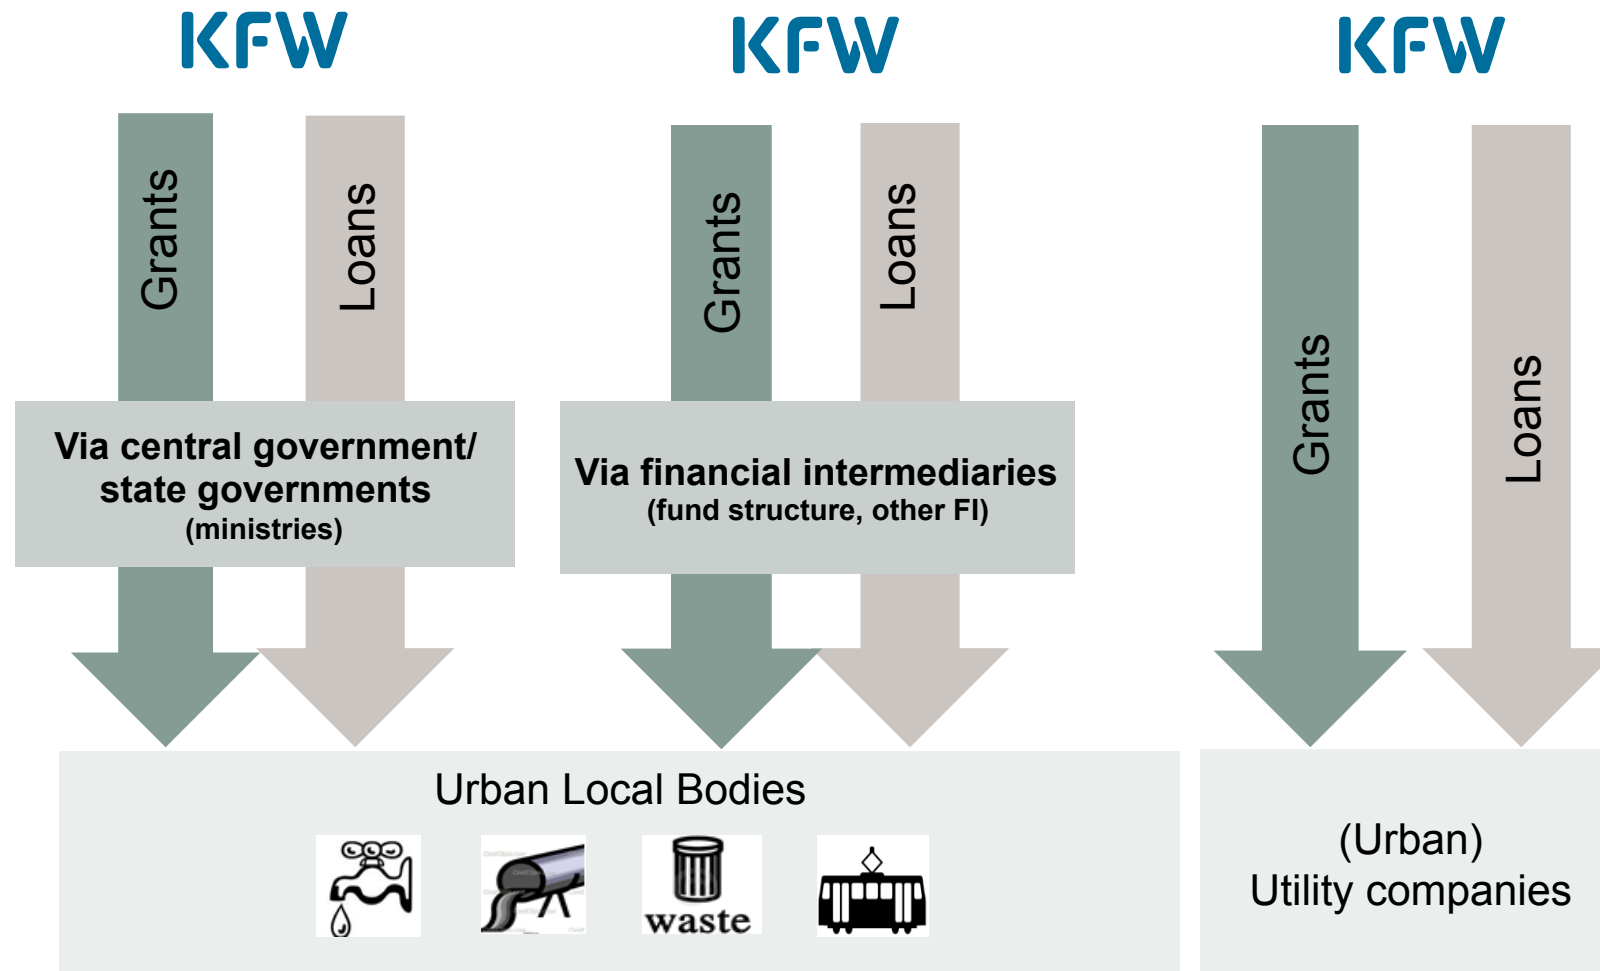 KFW
KFW
KFW
Grants
Loans
Grants
Loans
Grants
Loans
Via central government/
state governments
(ministries)
Via financial intermediaries
(fund structure, other FI)
Urban Local Bodies
waste
(Urban)
Utility companies